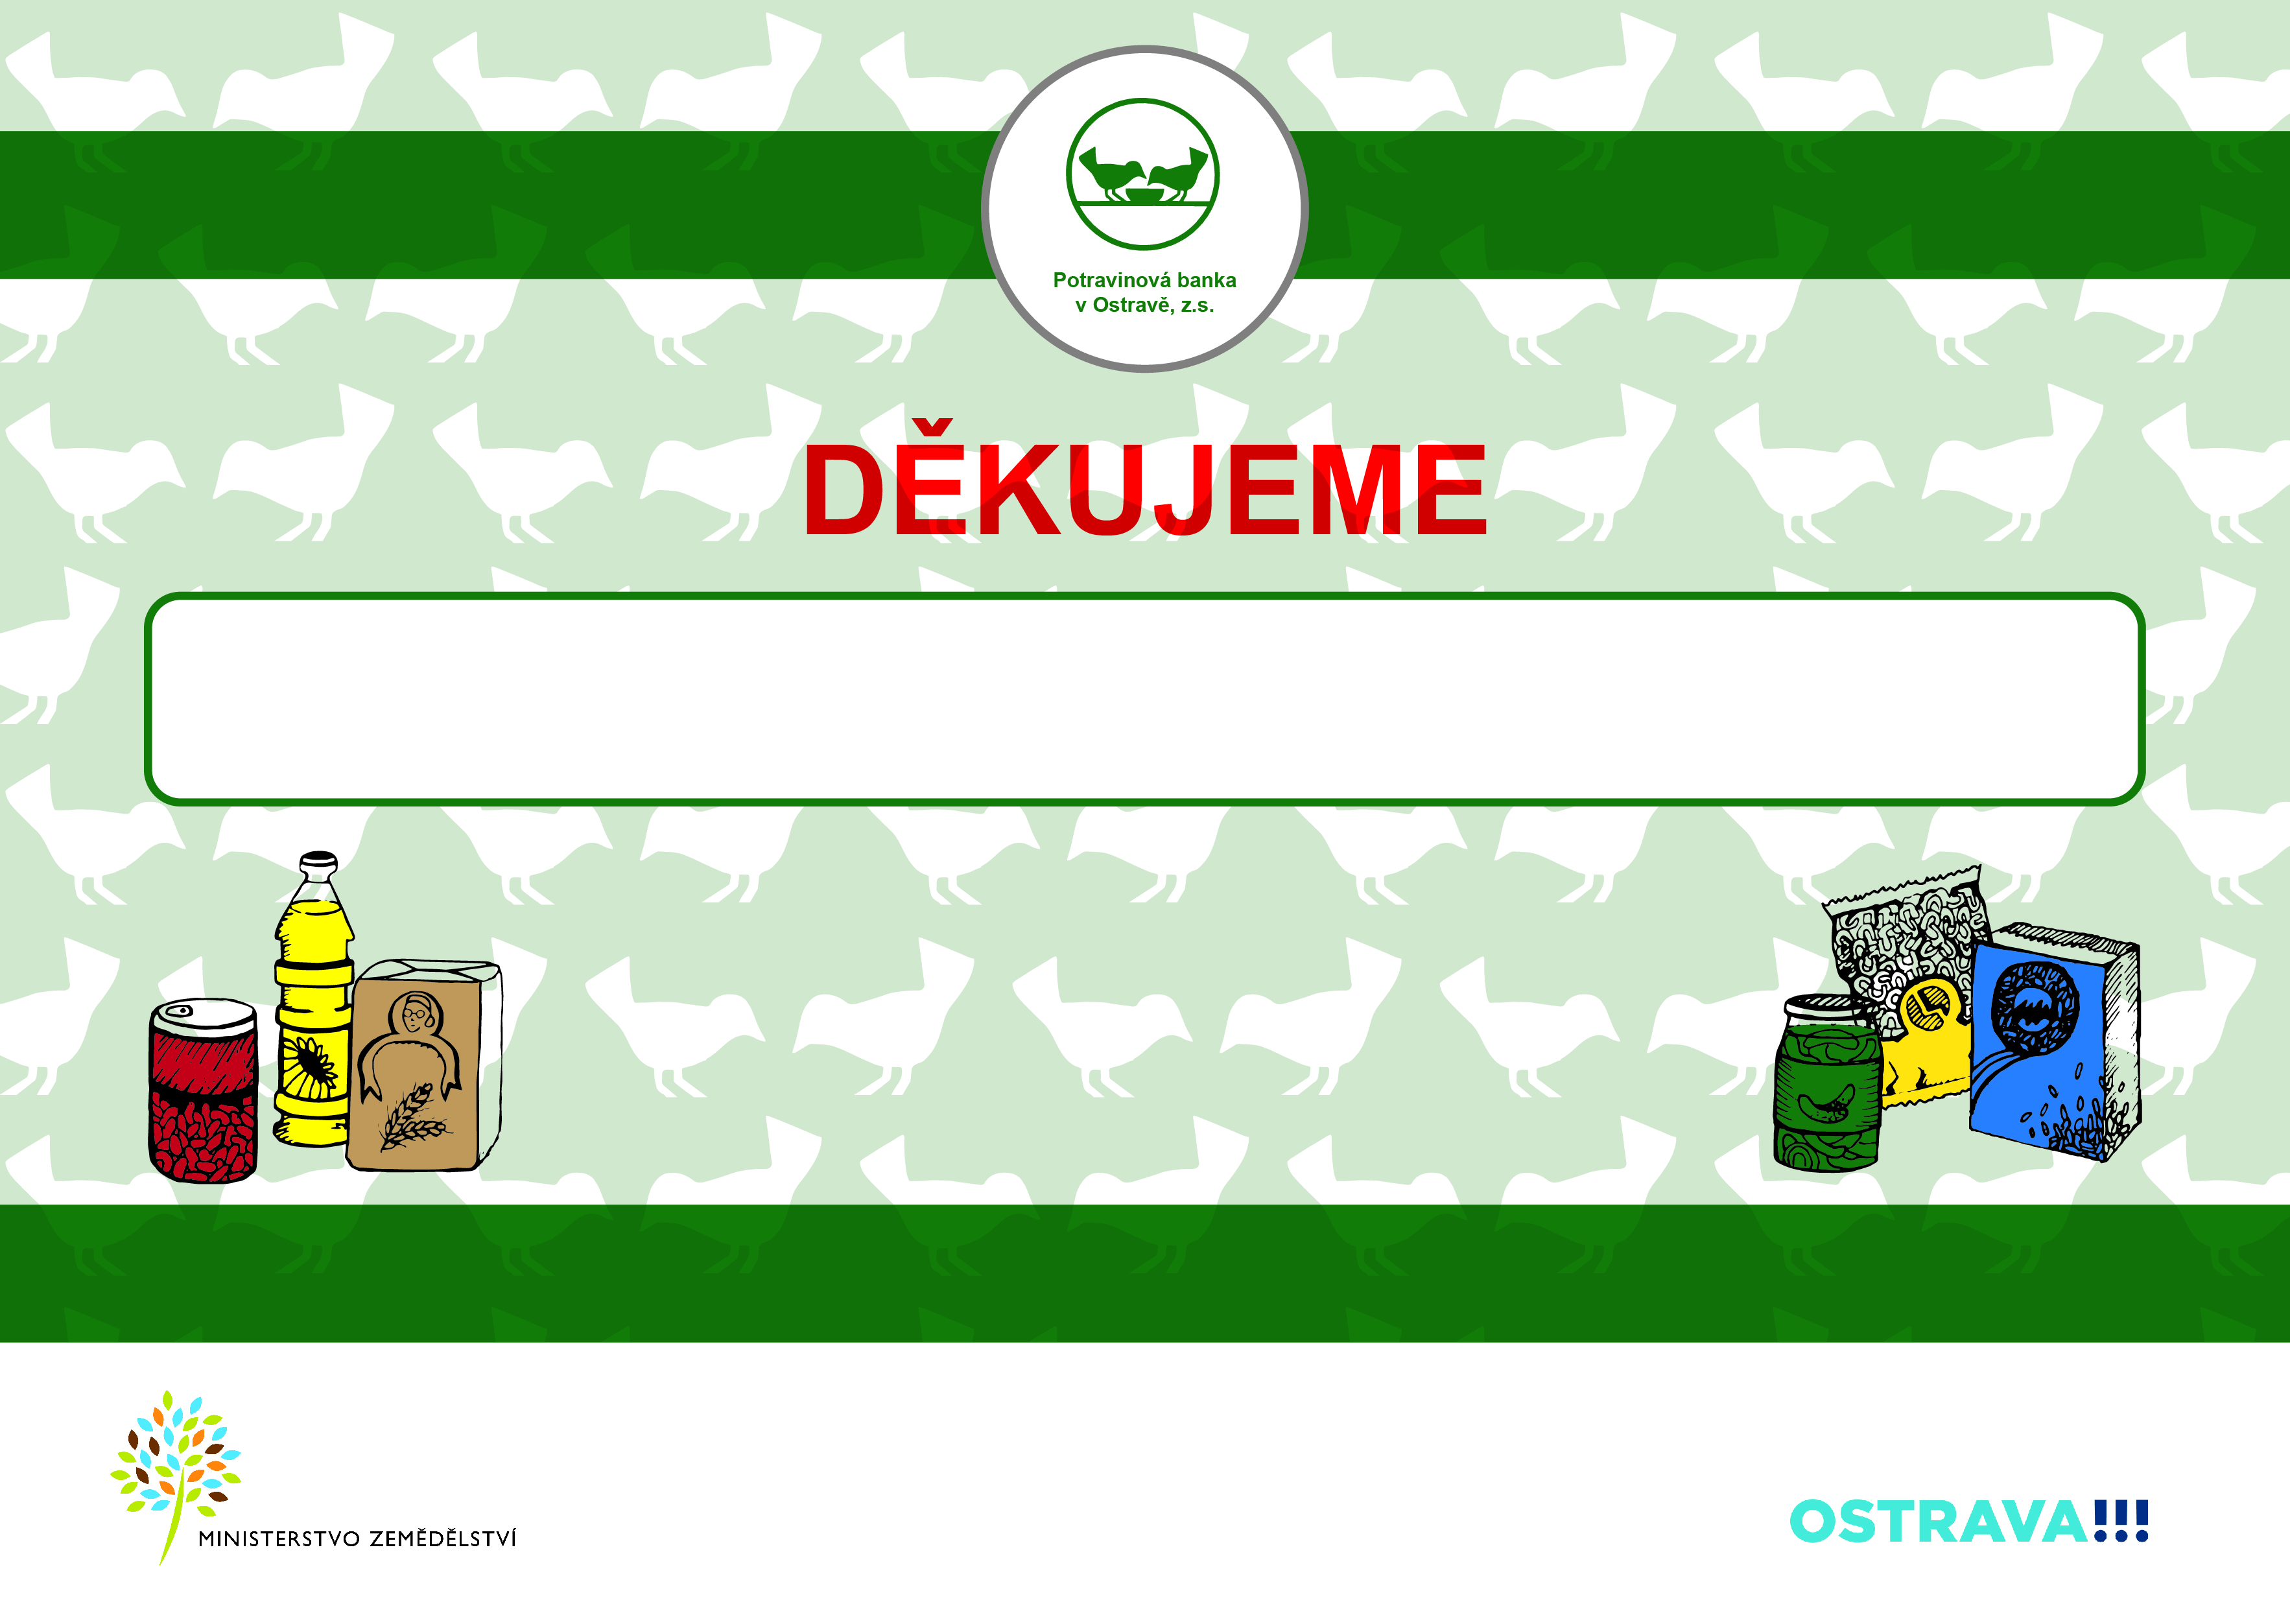 Potravinová banka
v Ostravě, z.s.
DĚKUJEME
MINISTERSTVO ZEMĚDĚLSTVÍ
OSTRAVA!!!